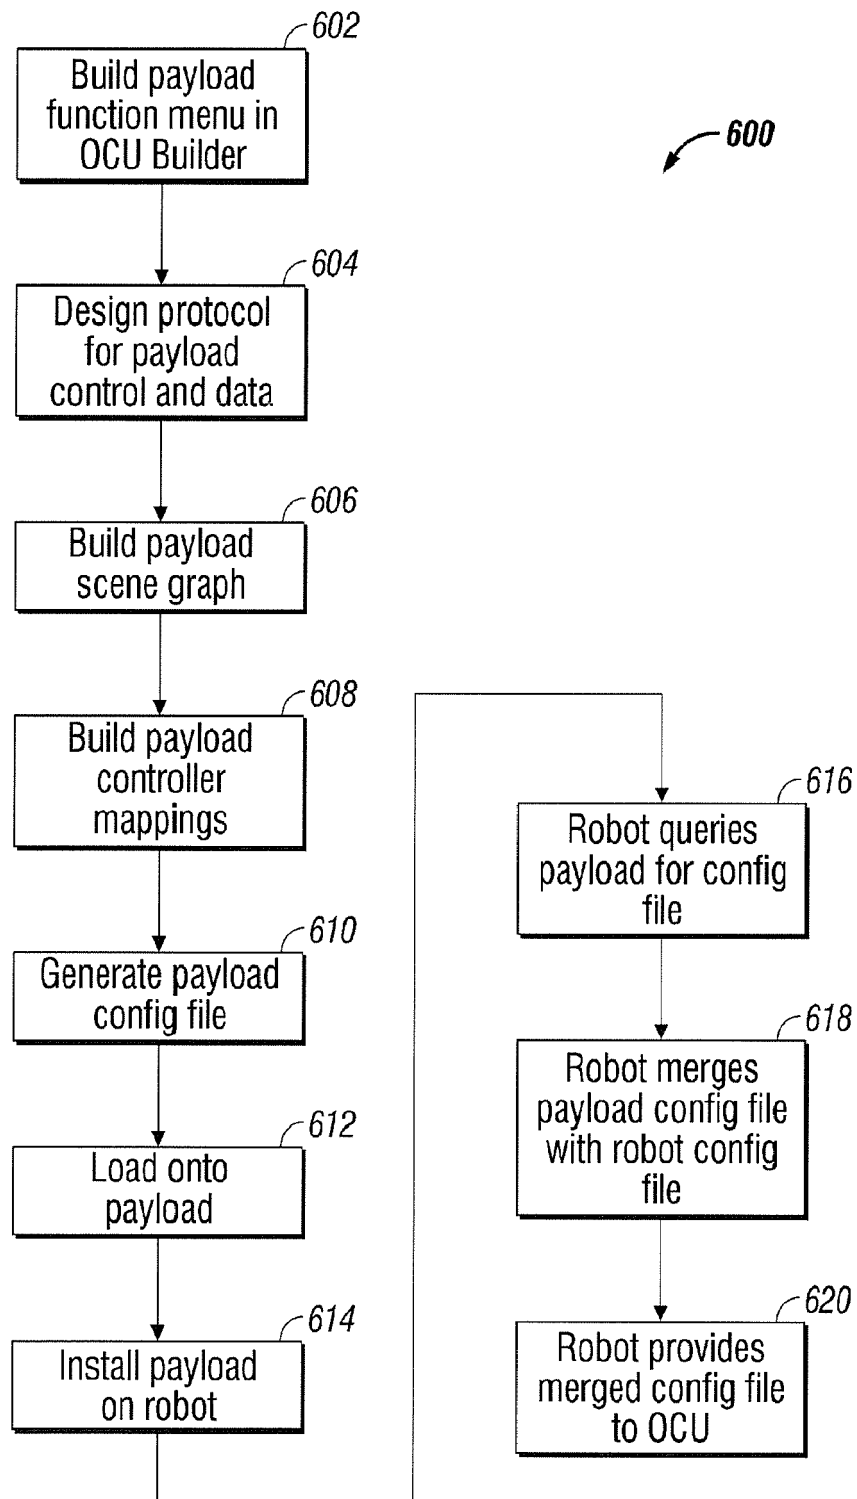 602
Build payload
function menu in
OCU Builder
600
604
Design protocol
for payload
control and data
606
Build payload
scene graph
608
Build payload
controller
mappings
610
Generate payload
config file
612
Load onto
payload
614
Install payload
on robot
616
Robot queries
payload for config
file
618
Robot merges
payload config file
with robot config
file
620
Robot provides
merged config file
to OCU